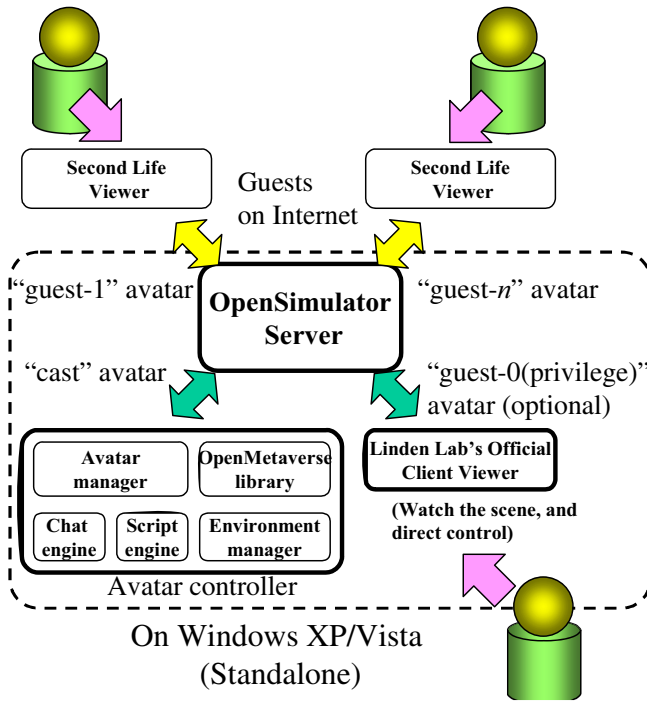 Second Life
Viewer
Second Life
Viewer
Guests
on Internet
“guest-1” avatar
OpenSimulator
Server
“guest-n” avatar
“cast” avatar
“guest-0(privilege)”
avatar (optional)
Avatar
manager
OpenMetaverse
library
Chat
engine
Script
engine
Environment
manager
Avatar controller
Linden Lab’s Official
Client Viewer
(Watch the scene, and
direct control)
On Windows XP/Vista
(Standalone)